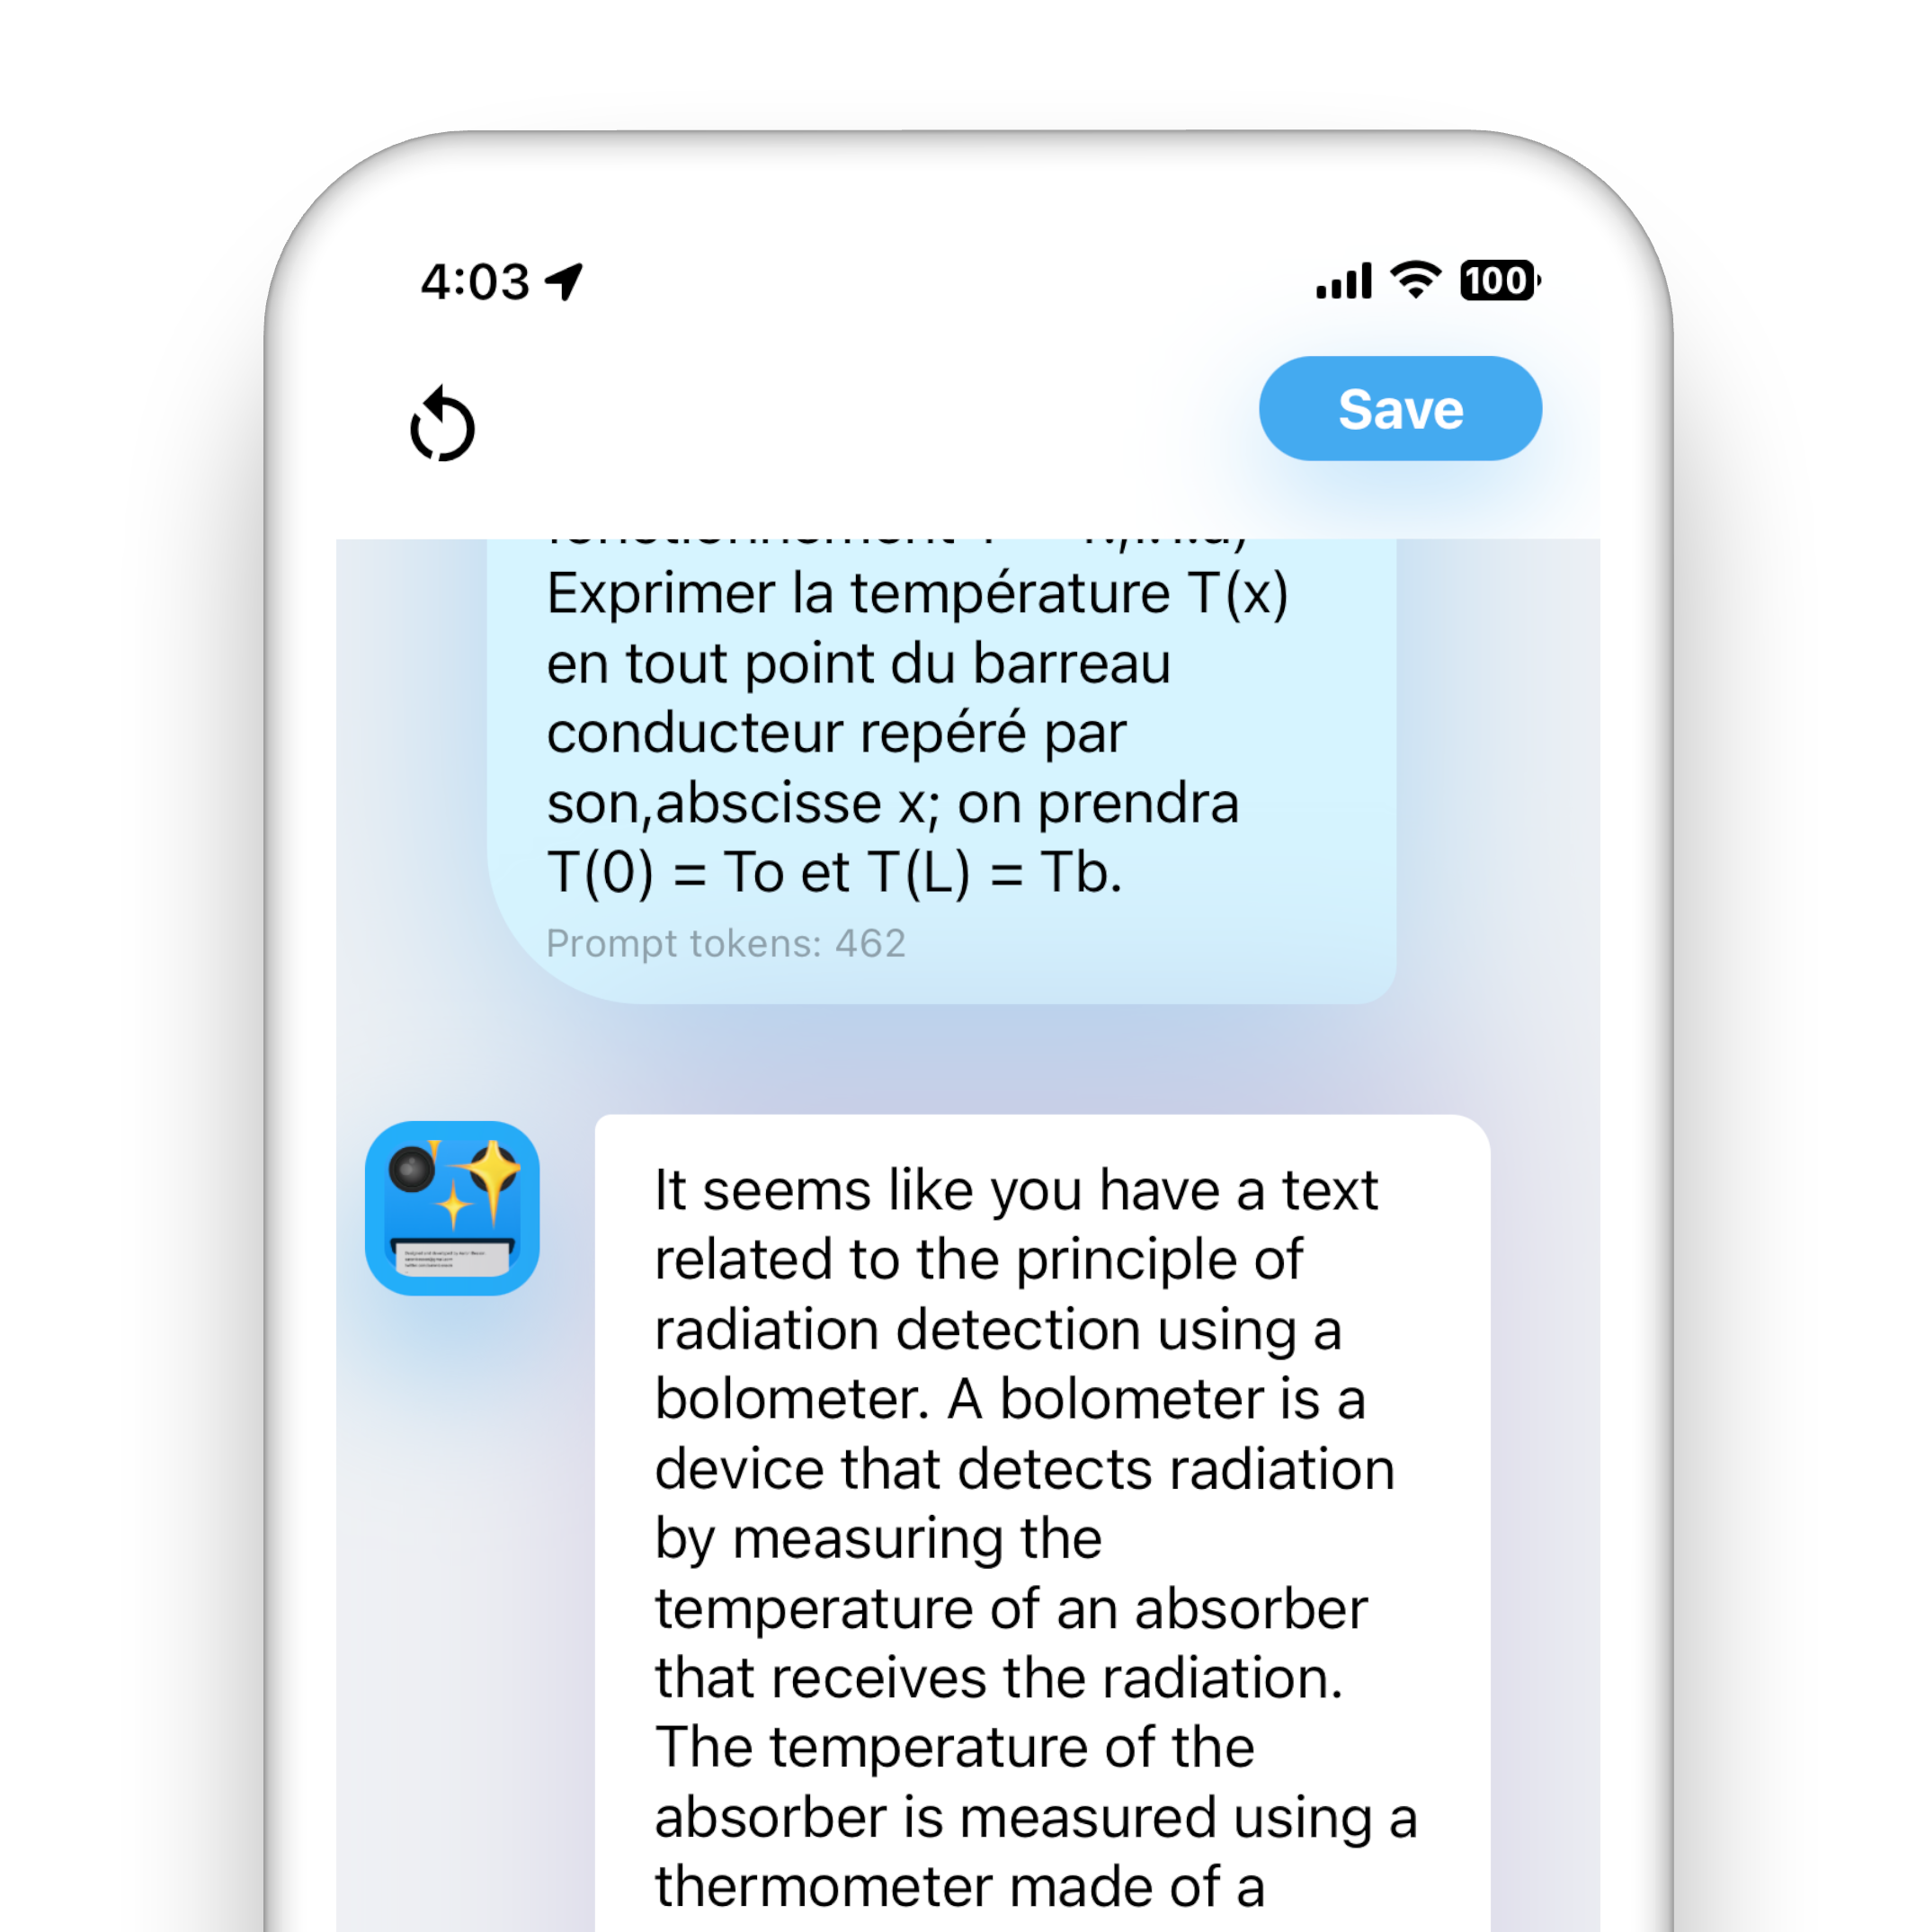 4:03
100
Save
Exprimer la température T(x)
en tout point du barreau
conducteur repéré par
son,abscisse x; on prendra
T(0) = To et T(L) = Tb.
Prompt tokens: 462
It seems like you have a text
related to the principle of
radiation detection using a
bolometer. A bolometer is a
device that detects radiation
by measuring the
temperature of an absorber
that receives the radiation.
The temperature of the
absorber is measured using a
thermometer made of a